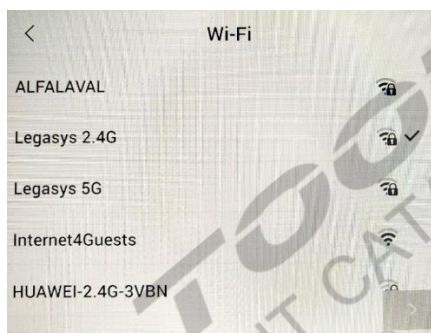 Wi-Fi
ALFALAVAL
Legasys 2.4G
Legasys 5G
Internet4Guests
HUAWEI-2.4G-3VBN